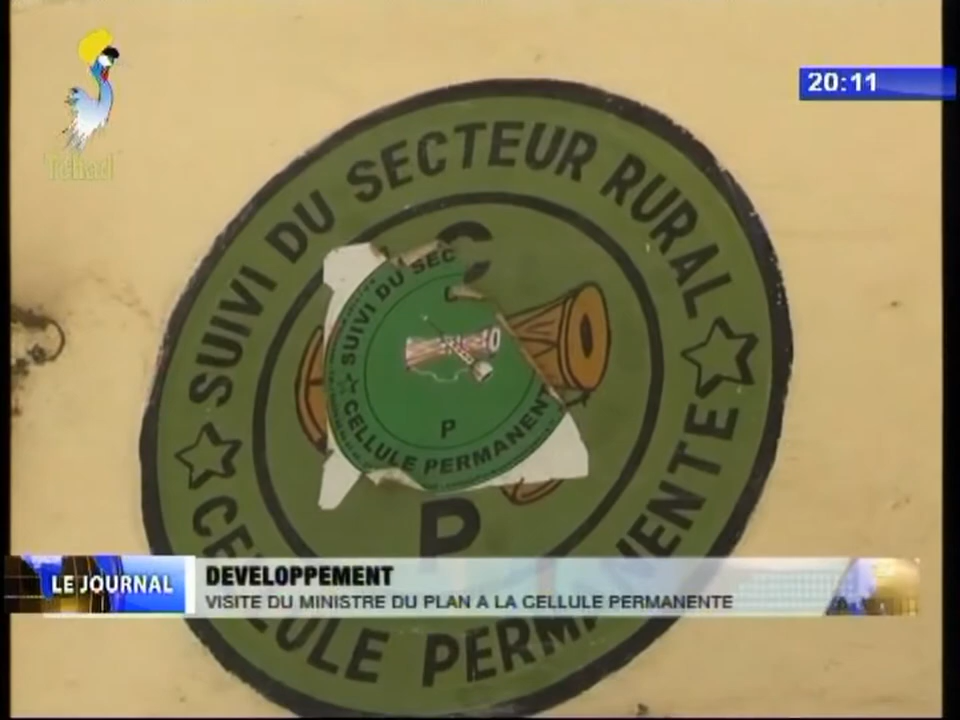 Tchad
20:11
SUIVI DU SECTEUR RURAL
C
SUIVI DU SEC
P
CELLULE PERMANENT
P
CELLULE PERMANENTE
LE JOURNAL
DEVELOPPEMENT
VISITE DU MINISTRE DU PLAN A LA CELLULE PERMANENTE